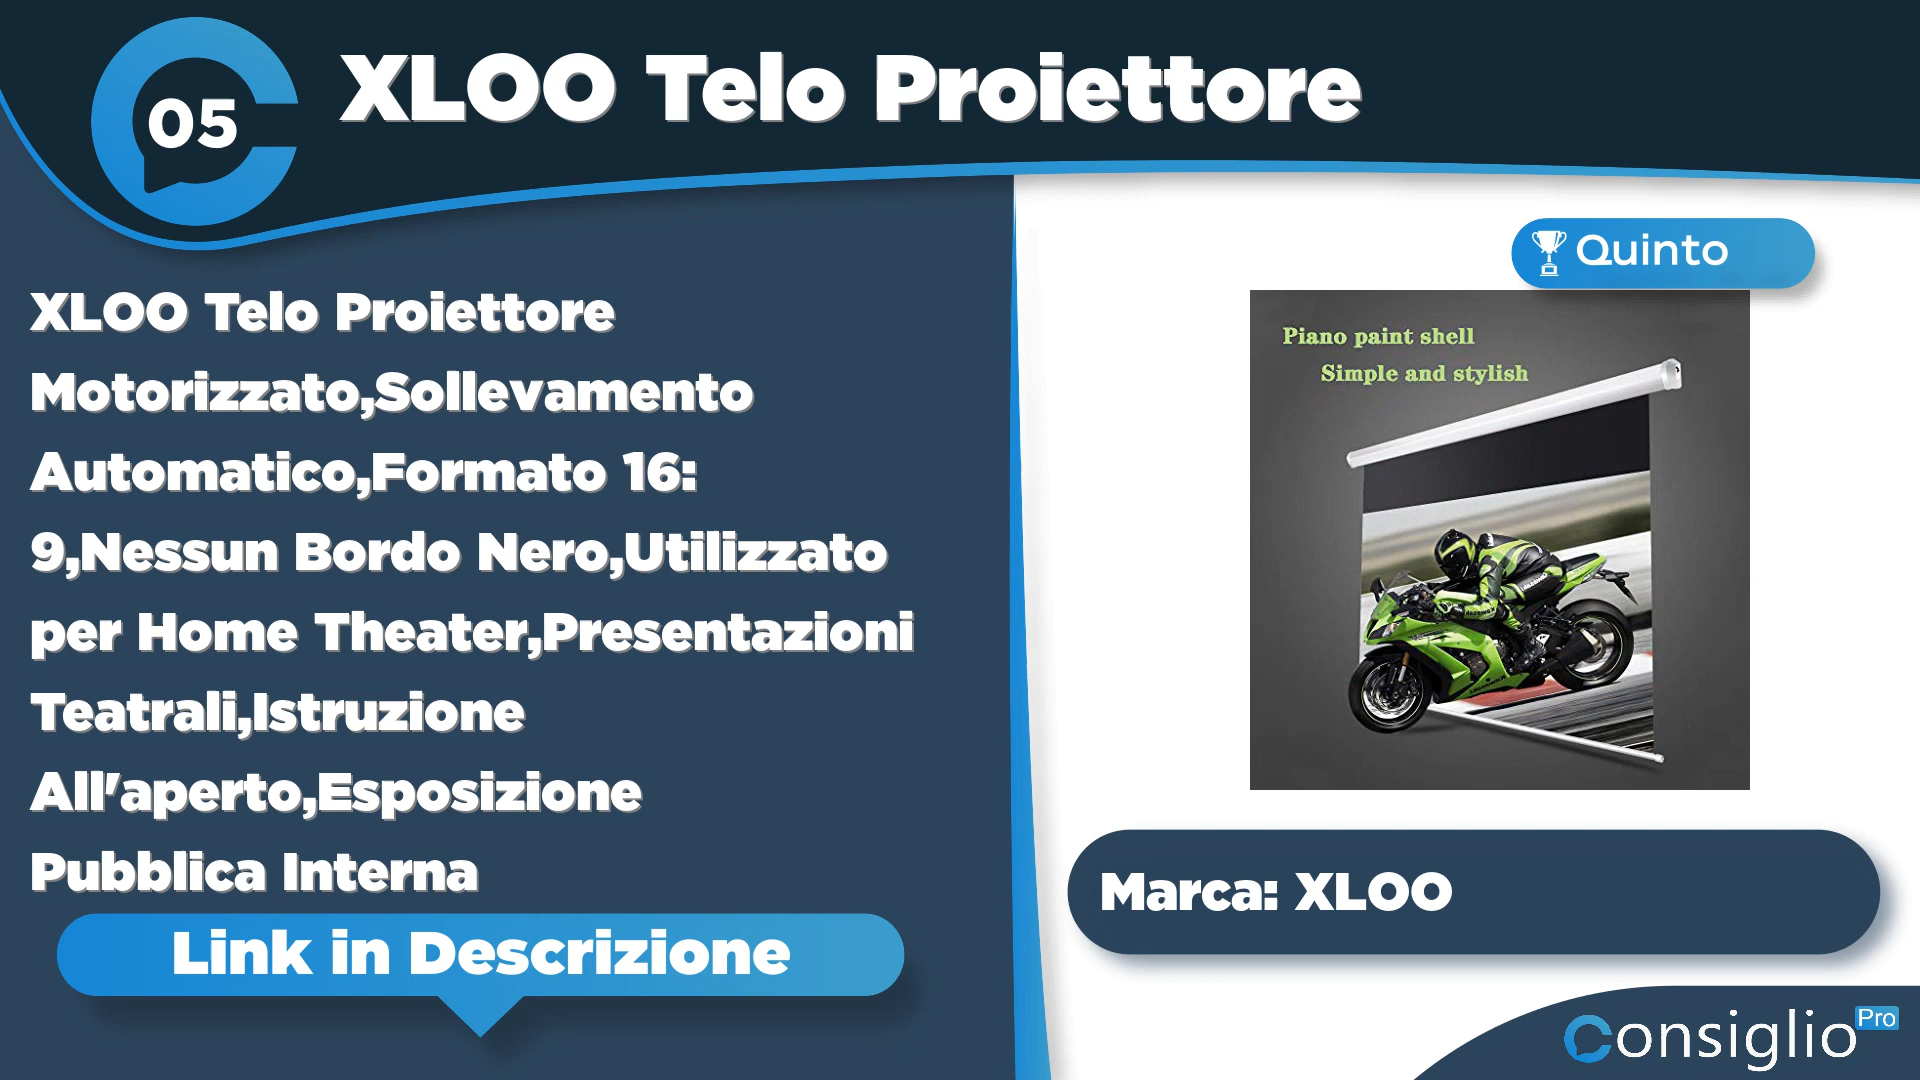 05
XLOO Telo Proiettore
XLOO Telo Proiettore
Motorizzato,Sollevamento
Automatico,Formato 16:
9,Nessun Bordo Nero,Utilizzato
per Home Theater,Presentazioni
Teatrali,Istruzione
All'aperto,Esposizione
Pubblica Interna
Link in Descrizione
Quinto
Piano paint shell
Simple and stylish
Marca: XLOO
Consiglio Pro